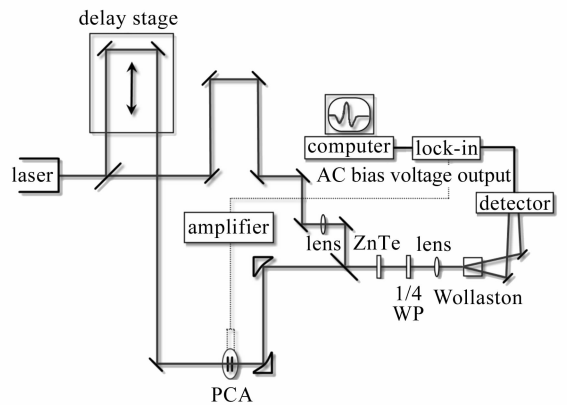 delay stage
laser
computer
lock-in
AC bias voltage output
detector
amplifier
lens
ZnTe
lens
1/4
WP
Wollaston
PCA